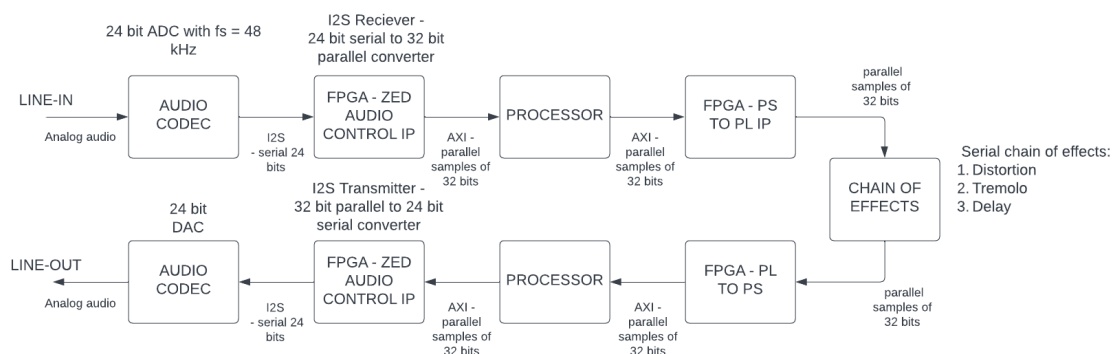 24 bit ADC with fs = 48
kHz
I2S Reciever -
24 bit serial to 32 bit
parallel converter
LINE-IN
Analog audio
AUDIO
CODEC
I2S
- serial 24
bits
FPGA - ZED
AUDIO
CONTROL IP
AXI -
parallel
samples of
32 bits
PROCESSOR
AXI -
parallel
samples of
32 bits
FPGA - PS
TO PL IP
parallel
samples of
32 bits
CHAIN OF
EFFECTS
Serial chain of effects:
1. Distortion
2. Tremolo
3. Delay
parallel
samples of
32 bits
FPGA - PL
TO PS
AXI -
parallel
samples of
32 bits
PROCESSOR
AXI -
parallel
samples of
32 bits
I2S Transmitter -
32 bit parallel to 24 bit
serial converter
FPGA - ZED
AUDIO
CONTROL IP
I2S
- serial 24
bits
24 bit
DAC
AUDIO
CODEC
LINE-OUT
Analog audio